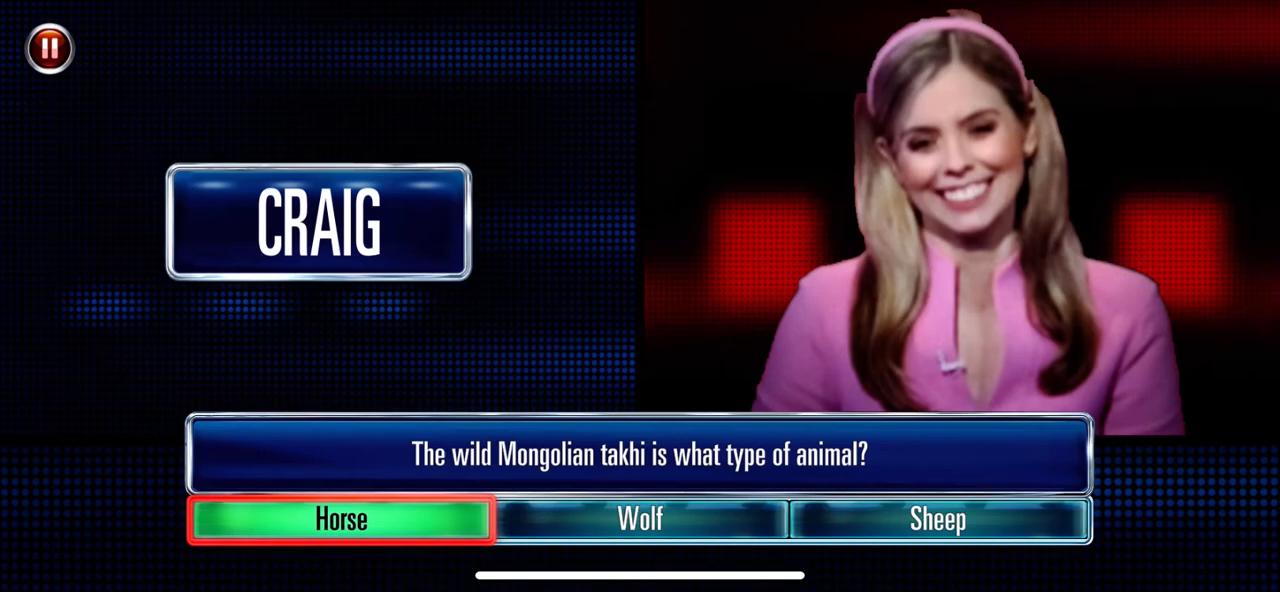 CRAIG
The wild Mongolian takhi is what type of animal?
Horse
Wolf
Sheep